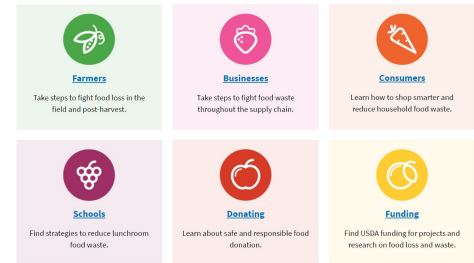 Farmers
Take steps to fight food loss in the
field and post-harvest.
Businesses
Take steps to fight food waste
throughout the supply chain.
Consumers
Learn how to shop smarter and
reduce household food waste.
Schools
Find strategies to reduce lunchroom
food waste.
Donating
Learn about safe and responsible food
donation.
Funding
Find USDA funding for projects and
research on food loss and waste.